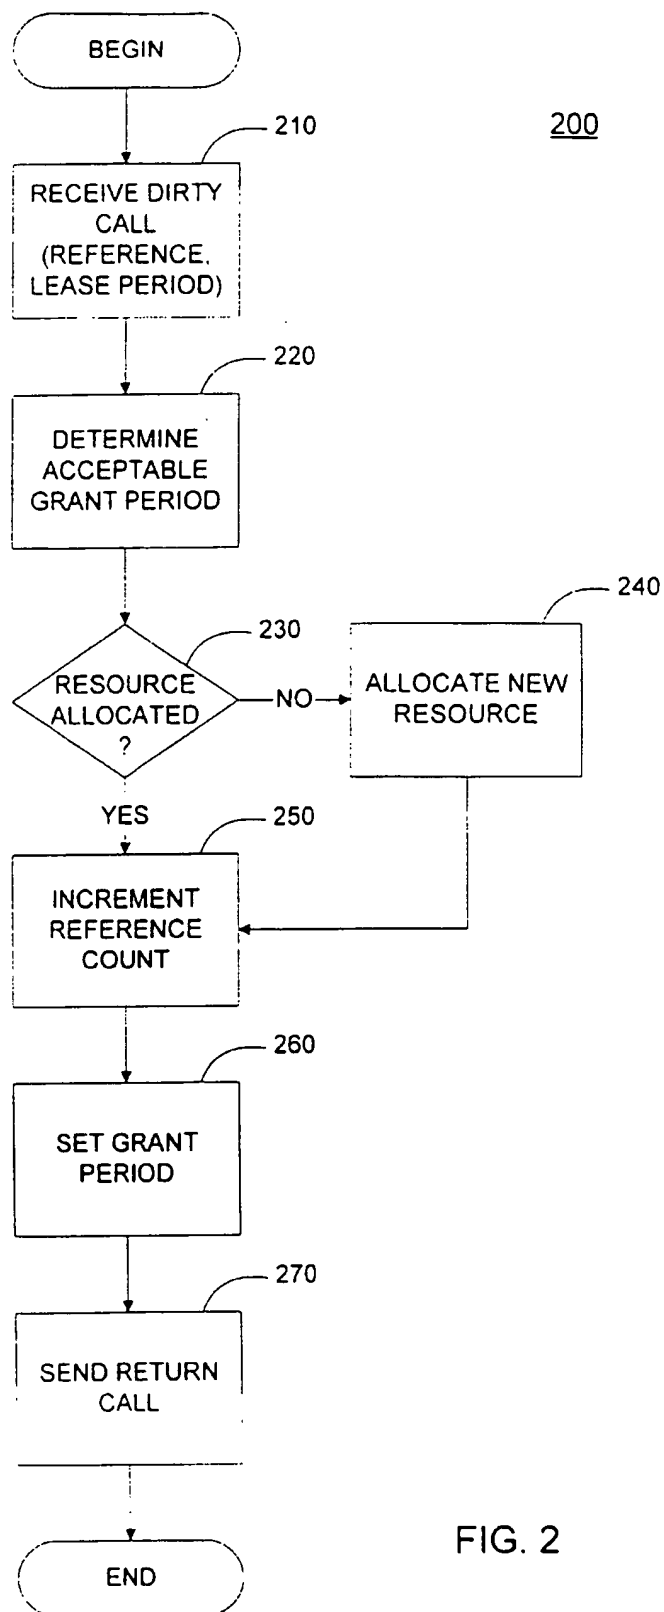 BEGIN
200
210
RECEIVE DIRTY
CALL
(REFERENCE,
LEASE PERIOD)
220
DETERMINE
ACCEPTABLE
GRANT PERIOD
230
RESOURCE
ALLOCATED
?
NO
240
ALLOCATE NEW
RESOURCE
YES
250
INCREMENT
REFERENCE
COUNT
260
SET GRANT
PERIOD
270
SEND RETURN
CALL
END
FIG. 2